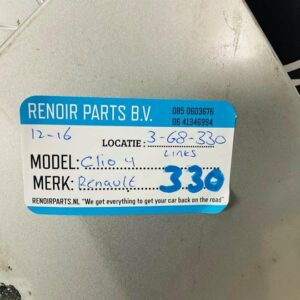 RENOIR PARTS B.V.
085 0603676
06 41346994
12-16
LOCATIE : 3-G8-330
LINKS
MODEL: Clio 4
MERK: Renault 330
RENOIRPARTS.NL "We get everything to get your car back on the road"